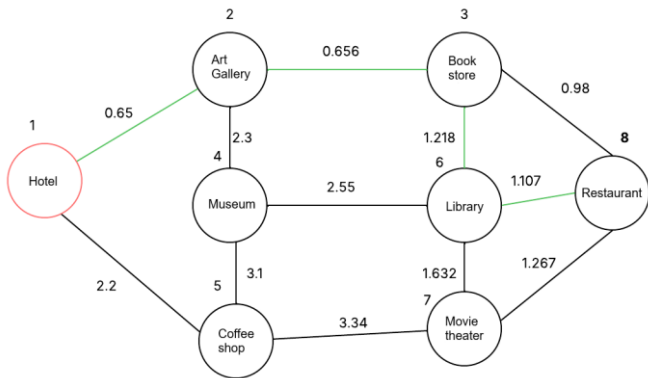 2
3
0.656
Art
Gallery
Book
store
0.65
0.98
1
2.3
1.218
8
4
6
Hotel
Museum
2.55
Library
1.107
Restaurant
3.1
1.632
1.267
2.2
5
7
Coffee
shop
3.34
Movie
theater